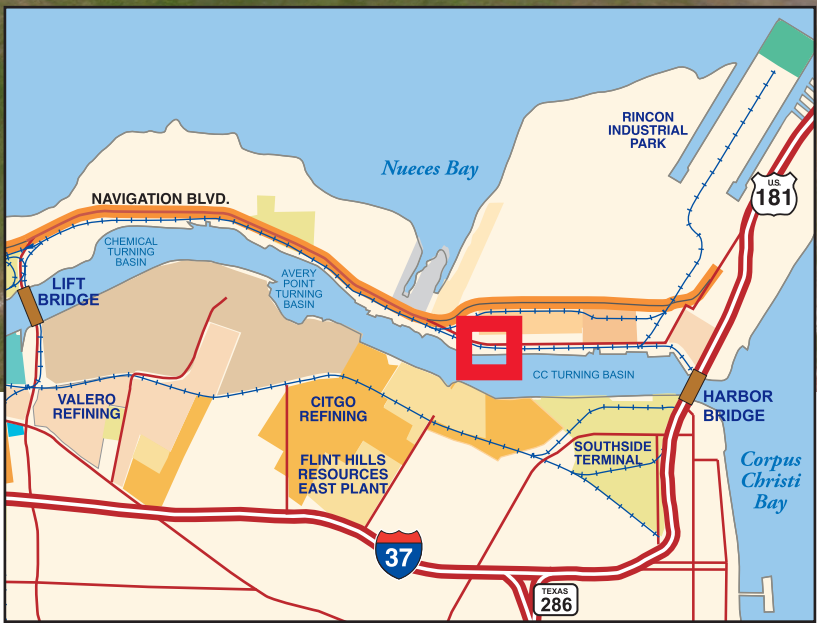 RINCON
INDUSTRIAL
PARK
Nueces Bay
U.S.
181
NAVIGATION BLVD.
CHEMICAL
TURNING
BASIN
AVERY
POINT
TURNING
BASIN
LIFT
BRIDGE
CC TURNING BASIN
VALERO
REFINING
CITGO
REFINING
HARBOR
BRIDGE
FLINT HILLS
RESOURCES
EAST PLANT
SOUTHSIDE
TERMINAL
Corpus
Christi
Bay
37
TEXAS
286